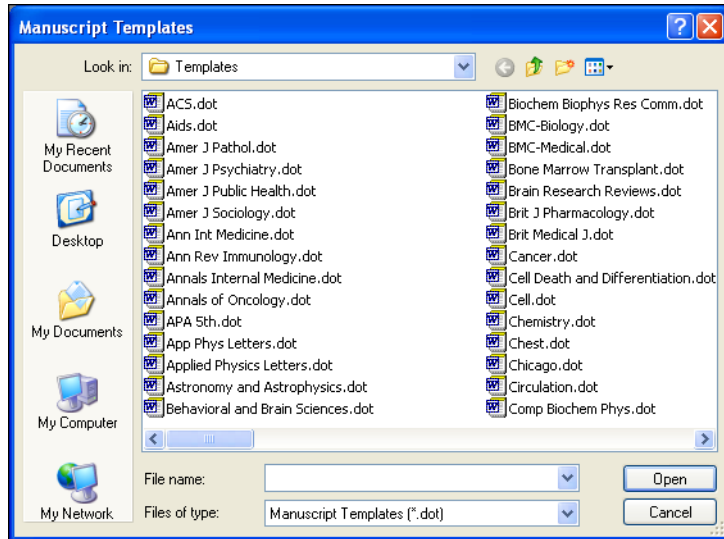 Manuscript Templates
Look in:
Templates
My Recent
Documents
Desktop
My Documents
My Computer
My Network
ACS.dot
Aids.dot
Amer J Pathol.dot
Amer J Psychiatry.dot
Amer J Public Health.dot
Amer J Sociology.dot
Ann Int Medicine.dot
Ann Rev Immunology.dot
Annals Internal Medicine.dot
Annals of Oncology.dot
APA 5th.dot
App Phys Letters.dot
Applied Physics Letters.dot
Astronomy and Astrophysics.dot
Behavioral and Brain Sciences.dot
Biochem Biophys Res Comm.dot
BMC-Biology.dot
BMC-Medical.dot
Bone Marrow Transplant.dot
Brain Research Reviews.dot
Brit J Pharmacology.dot
Brit Medical J.dot
Cancer.dot
Cell Death and Differentiation.dot
Cell.dot
Chemistry.dot
Chest.dot
Chicago.dot
Circulation.dot
Comp Biochem Phys.dot
File name:
Open
Files of type:
Manuscript Templates (*.dot)
Cancel